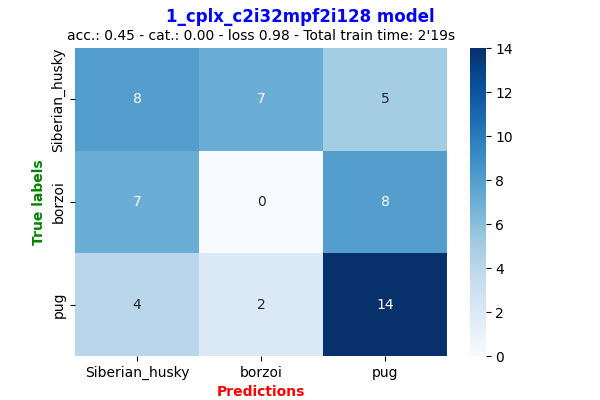 1_cplx_c2i32mpf2i128 model
acc.: 0.45 - cat.: 0.00 - loss 0.98 - Total train time: 2'19s
True labels
Siberian_husky
borzoi
pug
8 7 5
7 0 8
4 2 14
Siberian_husky borzoi pug
Predictions
14
12
10
8
6
4
2
0